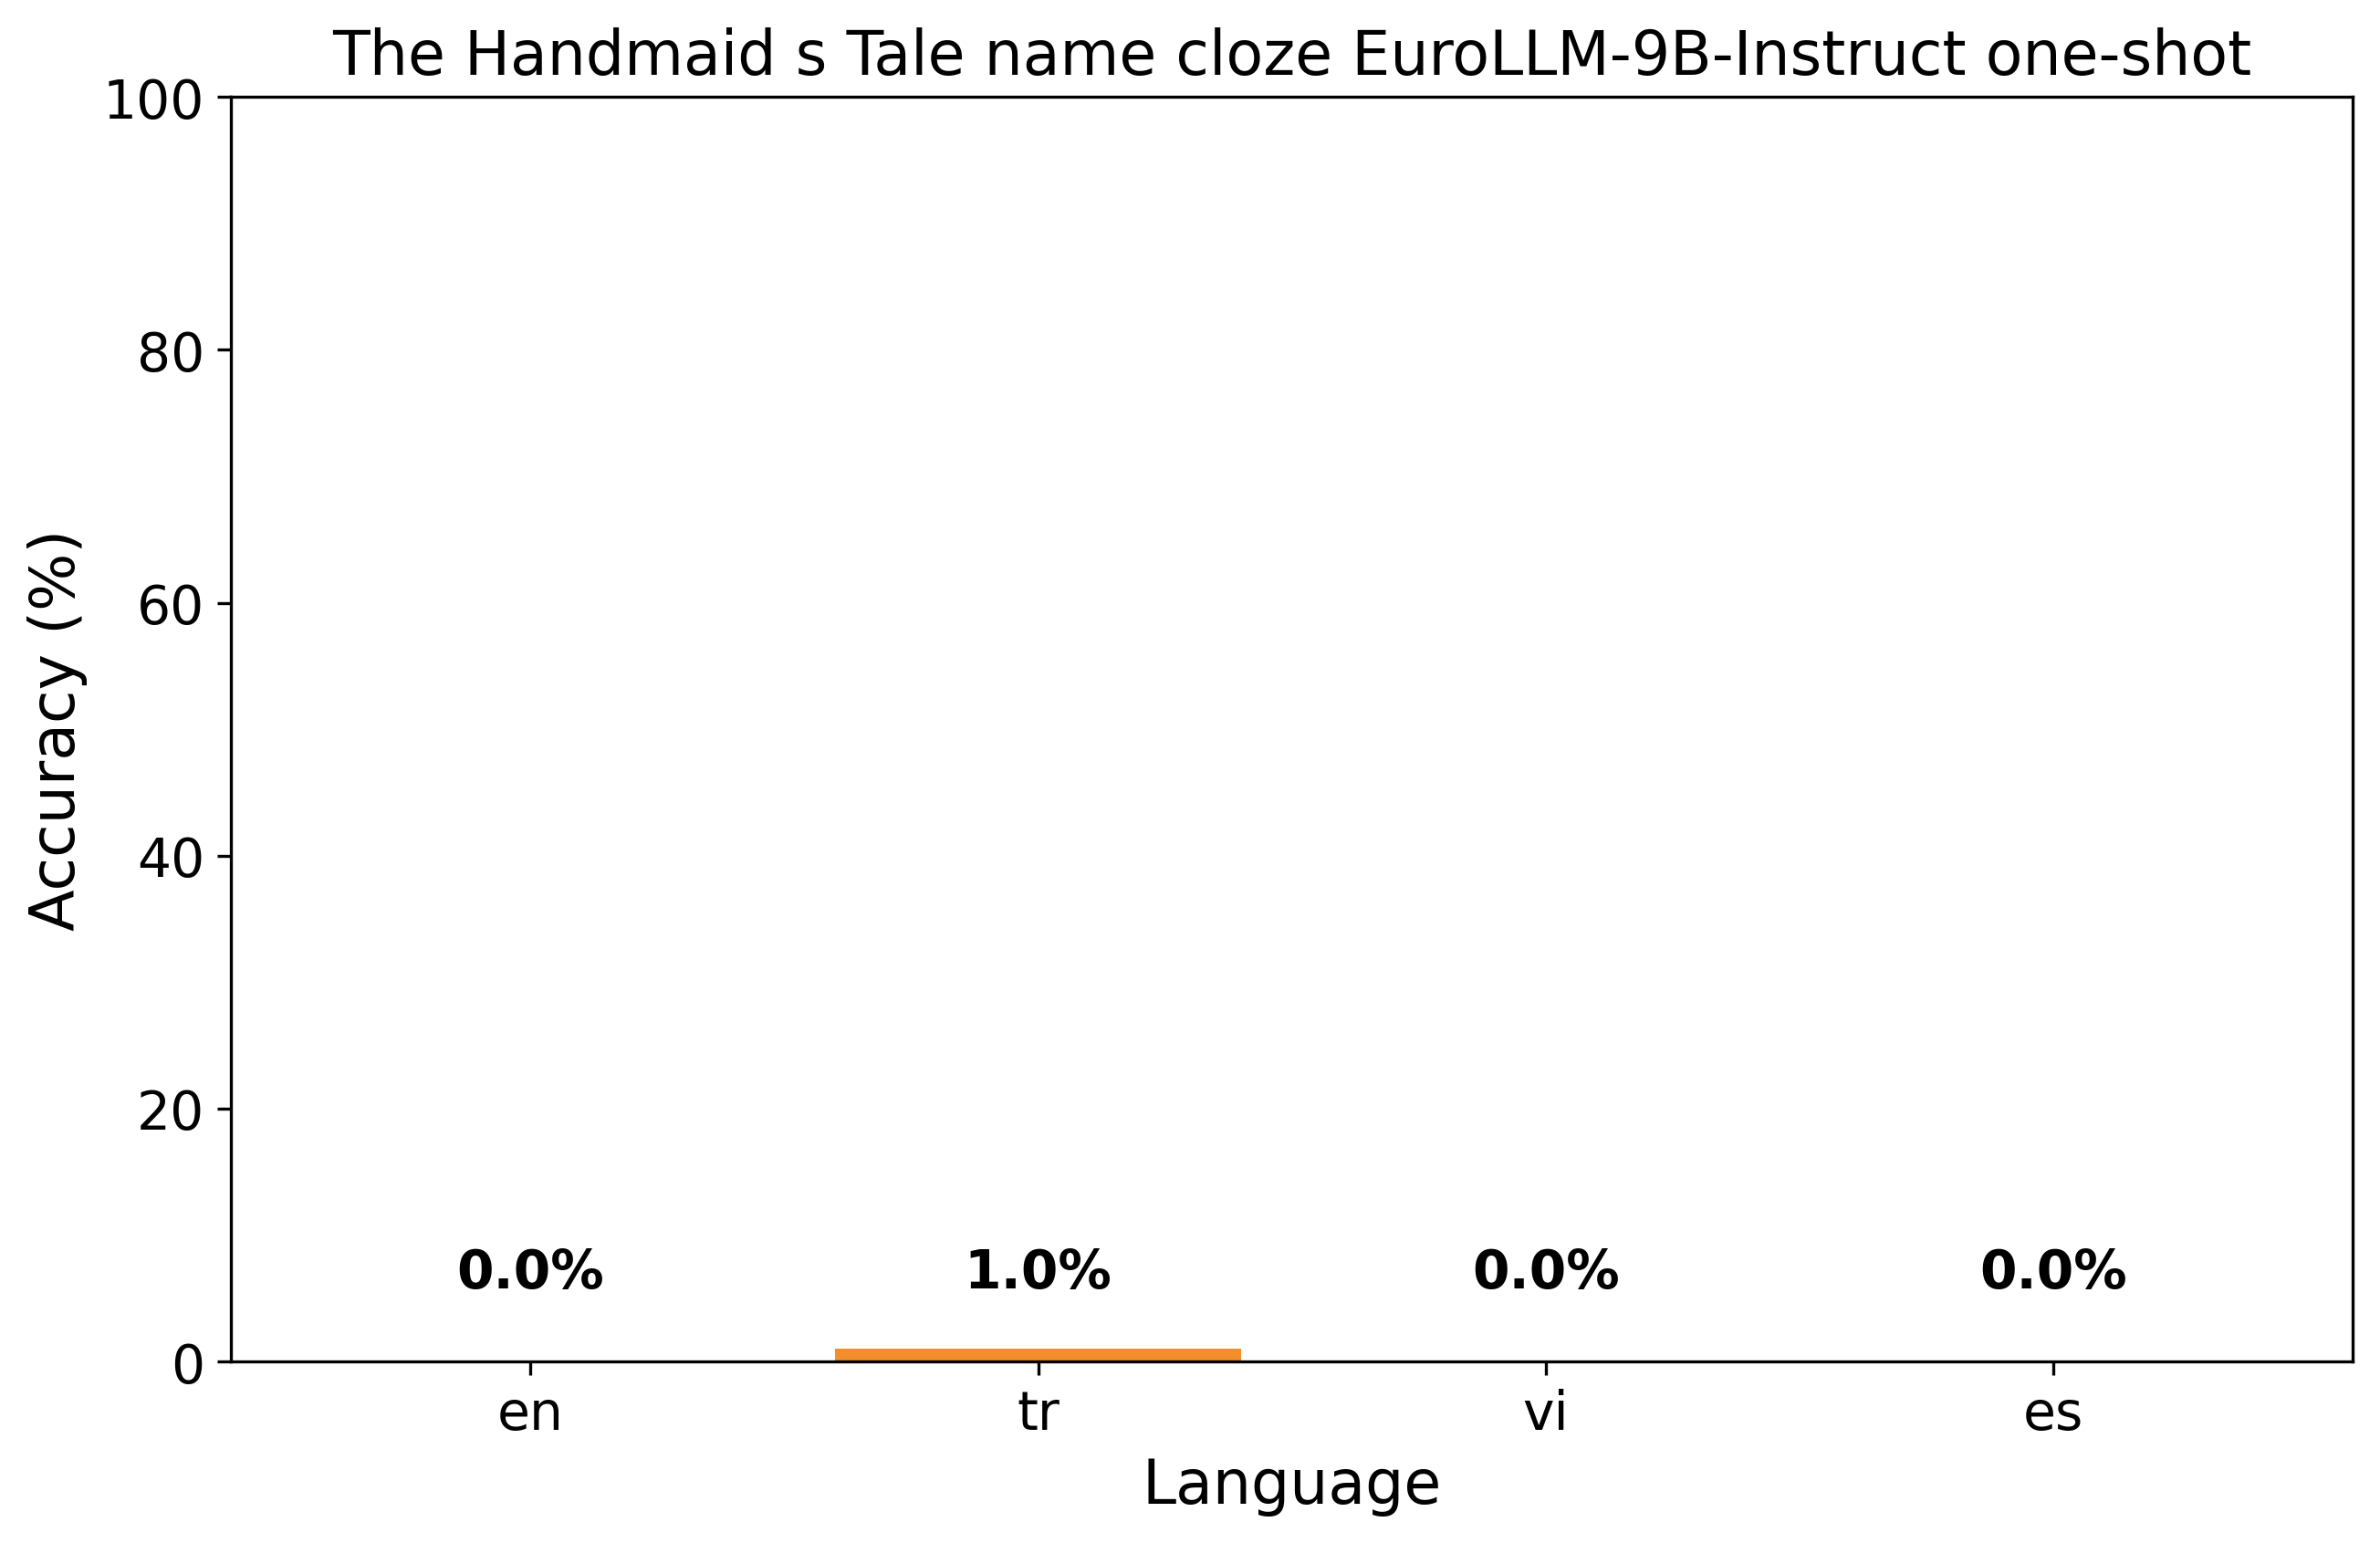 The Handmaid s Tale name cloze EuroLLM-9B-Instruct one-shot
Accuracy (%)
100
80
60
40
20
0
0.0% 1.0% 0.0% 0.0%
en tr vi es
Language